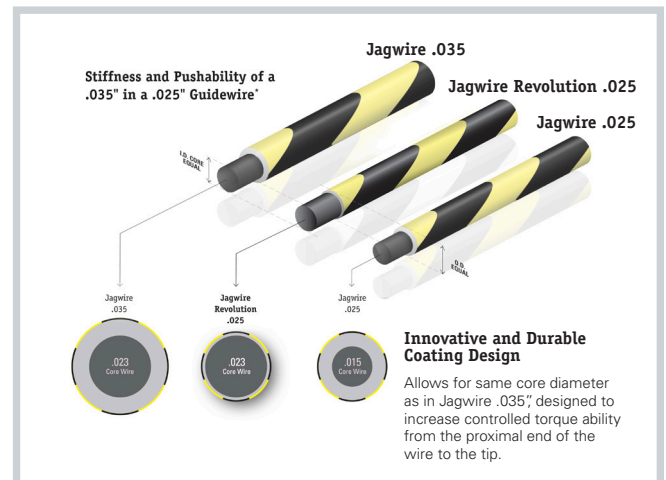 Jagwire .035
Stiffness and Pushability of a
.035" in a .025" Guidewire*
Jagwire Revolution .025
Jagwire .025
I.D. CORE
EQUAL
O.D.
EQUAL
Jagwire
.035
Jagwire
Revolution
.025
Jagwire
.025
.023
Core Wire
.023
Core Wire
.015
Core Wire
Innovative and Durable
Coating Design
Allows for same core diameter
as in Jagwire .035”, designed to
increase controlled torque ability
from the proximal end of the
wire to the tip.